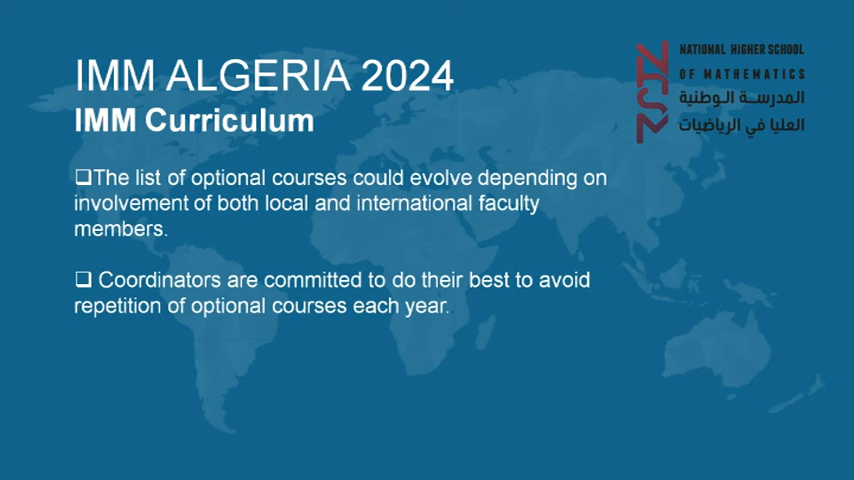 IMM ALGERIA 2024
IMM Curriculum
NATIONAL HIGHER SCHOOL
OF MATHEMATICS
المدرسة الوطنية
العليا في الرياضيات
❑The list of optional courses could evolve depending on
involvement of both local and international faculty
members.
❑ Coordinators are committed to do their best to avoid
repetition of optional courses each year.